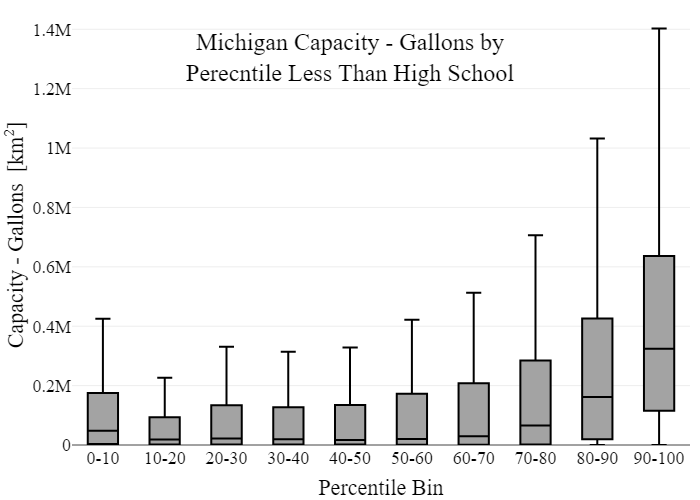 Michigan Capacity - Gallons by
Perecntile Less Than High School
Capacity - Gallons [km²]
1.4M
1.2M
1M
0.8M
0.6M
0.4M
0.2M
0
0-10 10-20 20-30 30-40 40-50 50-60 60-70 70-80 80-90 90-100
Percentile Bin